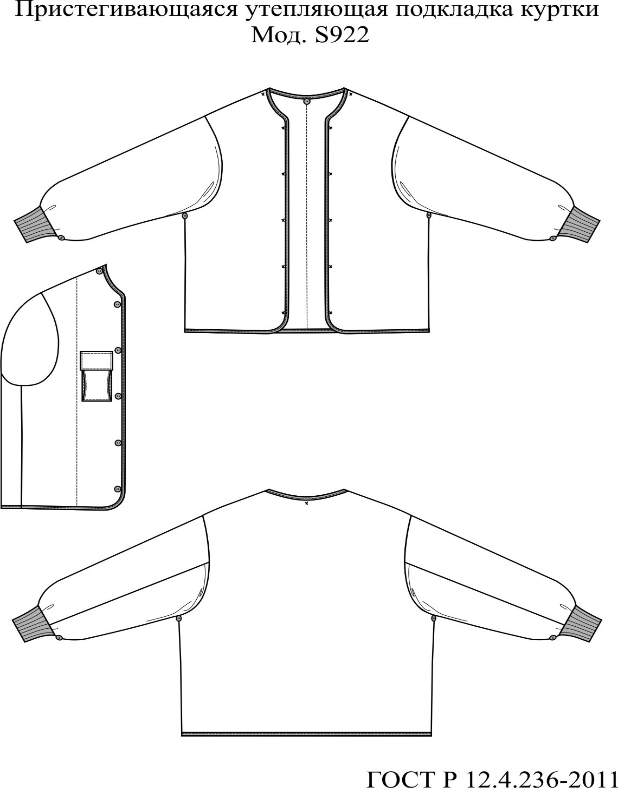 Пристегивающаяся утепляющая подкладка куртки
Мод. S922
ГОСТ Р 12.4.236-2011